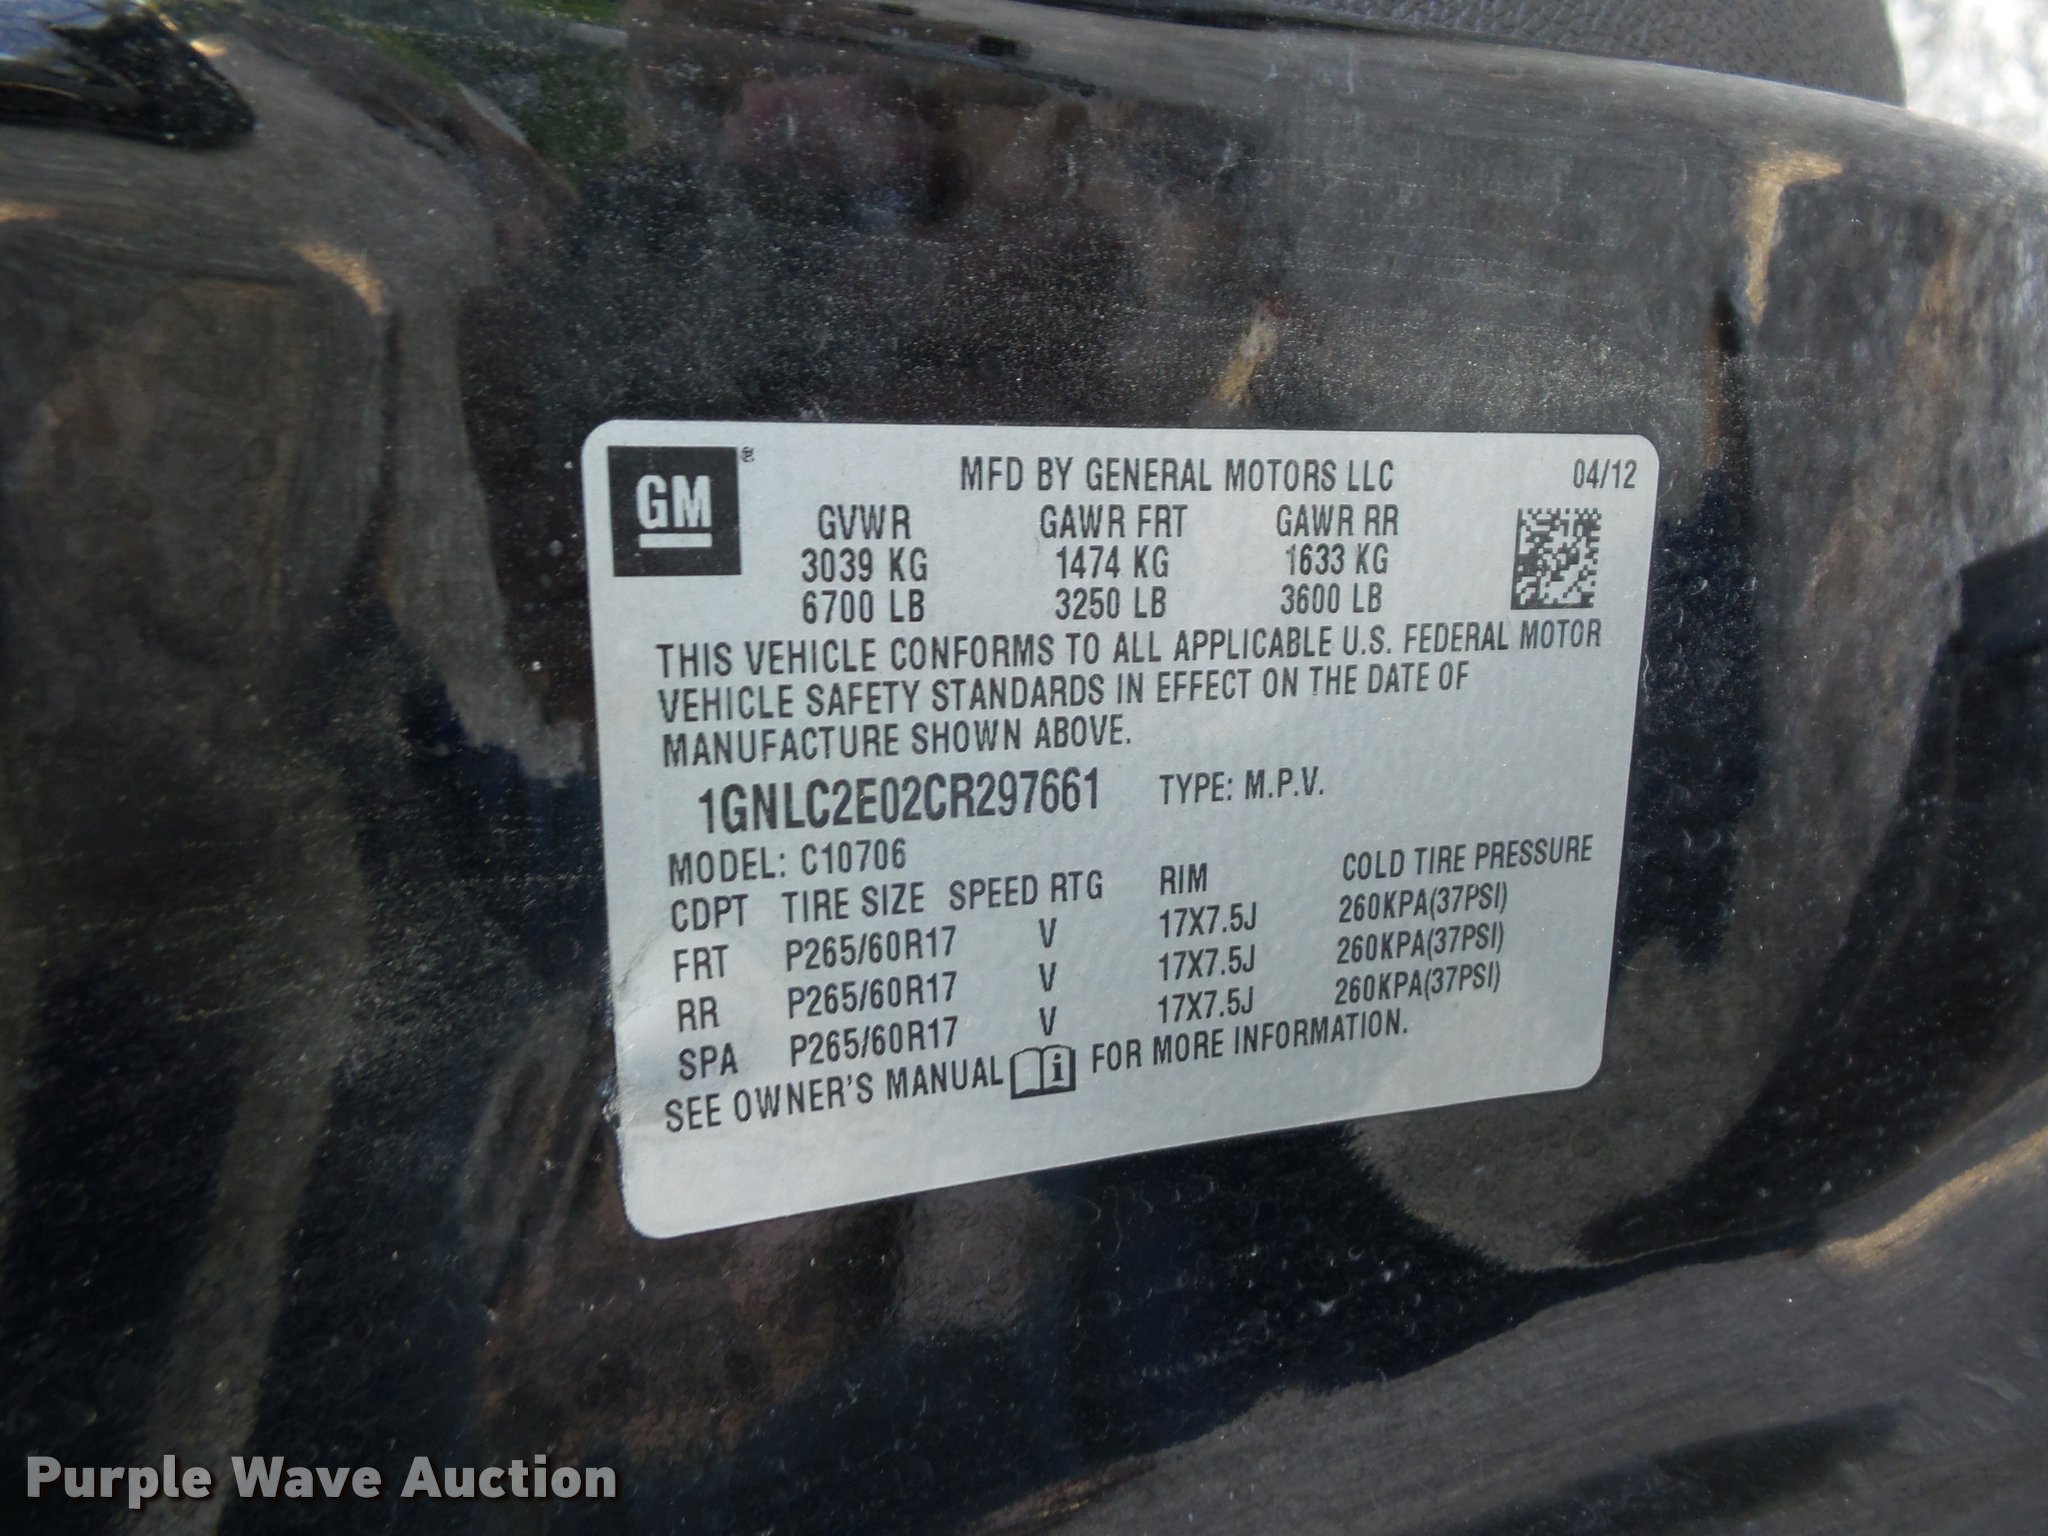 GM®
MFD BY GENERAL MOTORS LLC 04/12
GVWR GAWR FRT GAWR RR
3039 KG 1474 KG 1633 KG
6700 LB 3250 LB 3600 LB
THIS VEHICLE CONFORMS TO ALL APPLICABLE U.S. FEDERAL MOTOR
VEHICLE SAFETY STANDARDS IN EFFECT ON THE DATE OF
MANUFACTURE SHOWN ABOVE.
1GNLC2E02CR297661 TYPE: M.P.V.
MODEL: C10706
CDPT TIRE SIZE SPEED RTG RIM COLD TIRE PRESSURE
FRT P265/60R17 V 17X7.5J 260KPA(37PSI)
RR P265/60R17 V 17X7.5J 260KPA(37PSI)
SPA P265/60R17 V 17X7.5J 260KPA(37PSI)
SEE OWNER'S MANUAL i FOR MORE INFORMATION.
Purple Wave Auction